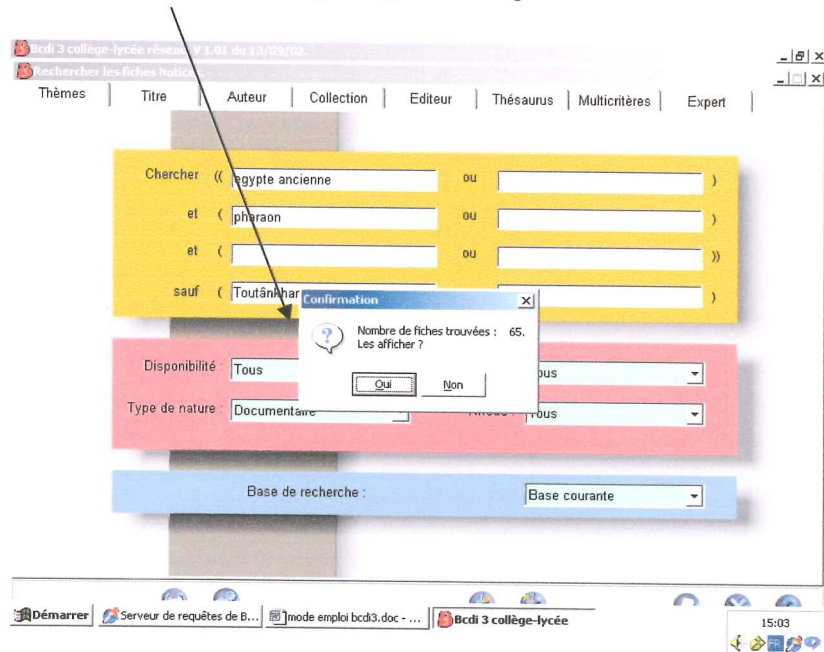 Bcdi 3 collège-lycée réseau V 1.01 du 13/09/02.
Rechercher les fiches Notices
Thèmes Titre Auteur Collection Editeur Thésaurus Multicritères Expert
Chercher (( egypte ancienne ou )
et ( pharaon ou )
et ( ou ))
sauf ( Toutânkhar )
Confirmation
Nombre de fiches trouvées : 65.
Les afficher ?
Oui Non
Disponibilité : Tous ous
Type de nature : Documentaire Tous
Base de recherche : Base courante
Démarrer Serveur de requêtes de B... mode emploi bcdi3.doc - ... Bcdi 3 collège-lycée 15:03
FR